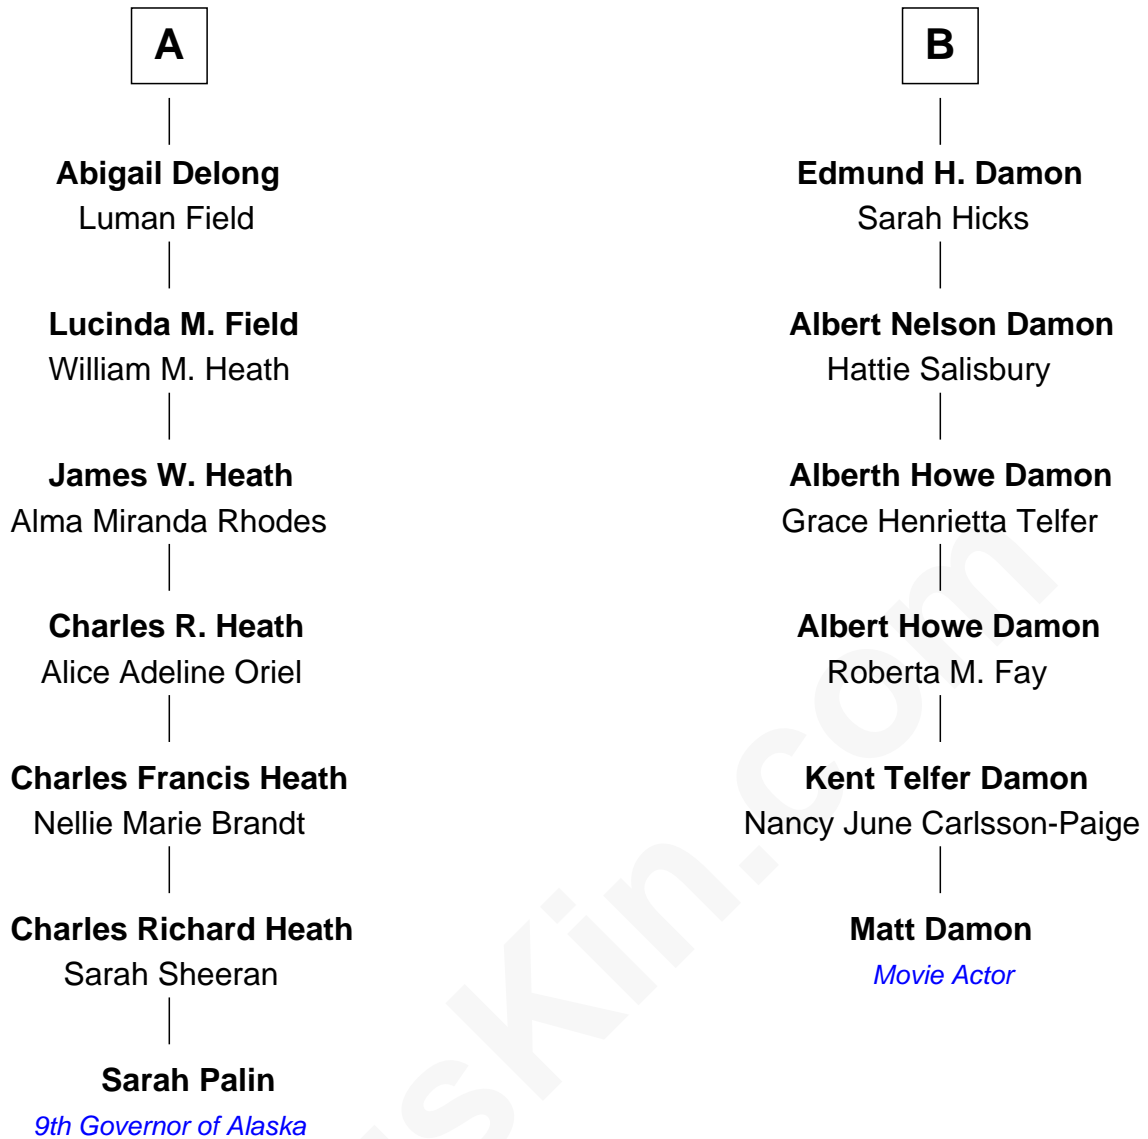 A
Abigail Delong
Luman Field
Lucinda M. Field
William M. Heath
James W. Heath
Alma Miranda Rhodes
Charles R. Heath
Alice Adeline Oriel
Charles Francis Heath
Nellie Marie Brandt
Charles Richard Heath
Sarah Sheeran
Sarah Palin
9th Governor of Alaska
B
Edmund H. Damon
Sarah Hicks
Albert Nelson Damon
Hattie Salisbury
Alberth Howe Damon
Grace Henrietta Telfer
Albert Howe Damon
Roberta M. Fay
Kent Telfer Damon
Nancy June Carlsson-Paige
Matt Damon
Movie Actor